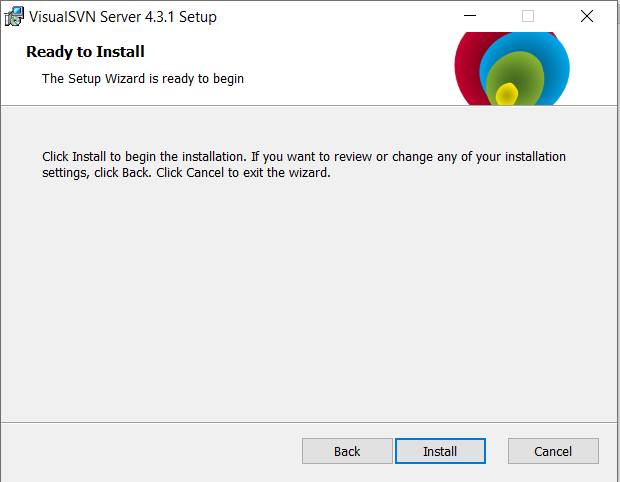 VisualSVN Server 4.3.1 Setup
Ready to Install
The Setup Wizard is ready to begin
Click Install to begin the installation. If you want to review or change any of your installation
settings, click Back. Click Cancel to exit the wizard.
Back
Install
Cancel